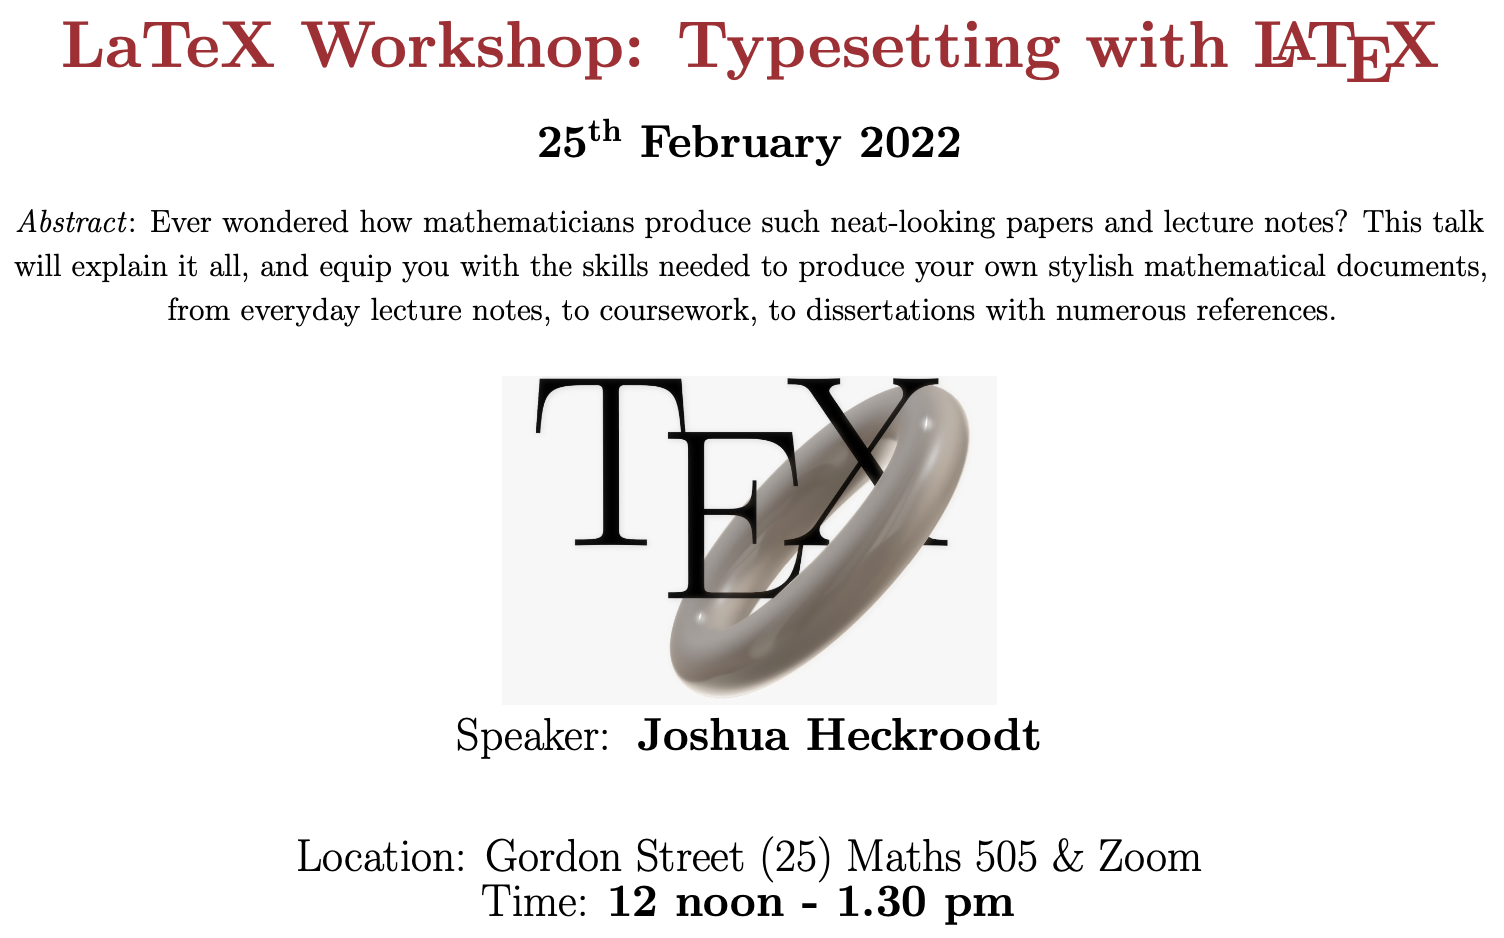 LaTeX Workshop: Typesetting with LATEX
25th February 2022
Abstract: Ever wondered how mathematicians produce such neat-looking papers and lecture notes? This talk
will explain it all, and equip you with the skills needed to produce your own stylish mathematical documents,
from everyday lecture notes, to coursework, to dissertations with numerous references.
TEX
Speaker: Joshua Heckroodt
Location: Gordon Street (25) Maths 505 & Zoom
Time: 12 noon - 1.30 pm